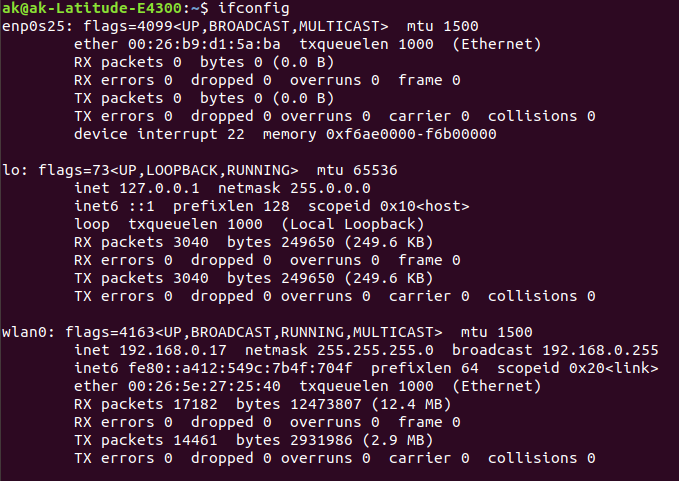 ak@ak-Latitude-E4300:~$ ifconfig
enp0s25: flags=4099<UP,BROADCAST,MULTICAST>  mtu 1500
        ether 00:26:b9:d1:5a:ba  txqueuelen 1000  (Ethernet)
        RX packets 0  bytes 0 (0.0 B)
        RX errors 0  dropped 0  overruns 0  frame 0
        TX packets 0  bytes 0 (0.0 B)
        TX errors 0  dropped 0 overruns 0  carrier 0  collisions 0
        device interrupt 22  memory 0xf6ae0000-f6b00000

lo: flags=73<UP,LOOPBACK,RUNNING>  mtu 65536
        inet 127.0.0.1  netmask 255.0.0.0
        inet6 ::1  prefixlen 128  scopeid 0x10<host>
        loop  txqueuelen 1000  (Local Loopback)
        RX packets 3040  bytes 249650 (249.6 KB)
        RX errors 0  dropped 0  overruns 0  frame 0
        TX packets 3040  bytes 249650 (249.6 KB)
        TX errors 0  dropped 0 overruns 0  carrier 0  collisions 0

wlan0: flags=4163<UP,BROADCAST,RUNNING,MULTICAST>  mtu 1500
        inet 192.168.0.17  netmask 255.255.255.0  broadcast 192.168.0.255
        inet6 fe80::a412:549c:7b4f:704f  prefixlen 64  scopeid 0x20<link>
        ether 00:26:5e:27:25:40  txqueuelen 1000  (Ethernet)
        RX packets 17182  bytes 12473807 (12.4 MB)
        RX errors 0  dropped 0  overruns 0  frame 0
        TX packets 14461  bytes 2931986 (2.9 MB)
        TX errors 0  dropped 0 overruns 0  carrier 0  collisions 0